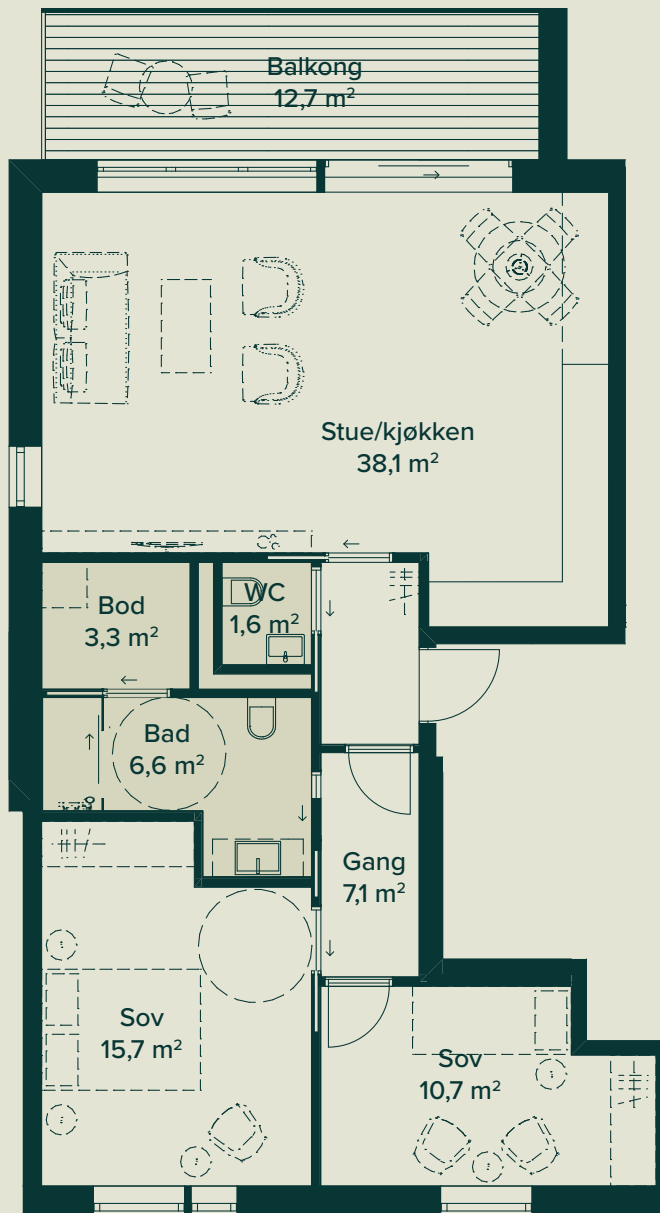 Balkong
12,7 m²
Stue/kjøkken
38,1 m²
WC
1,6 m²
Bod
3,3 m²
Bad
6,6 m²
Gang
7,1 m²
Sov
15,7 m²
Sov
10,7 m²